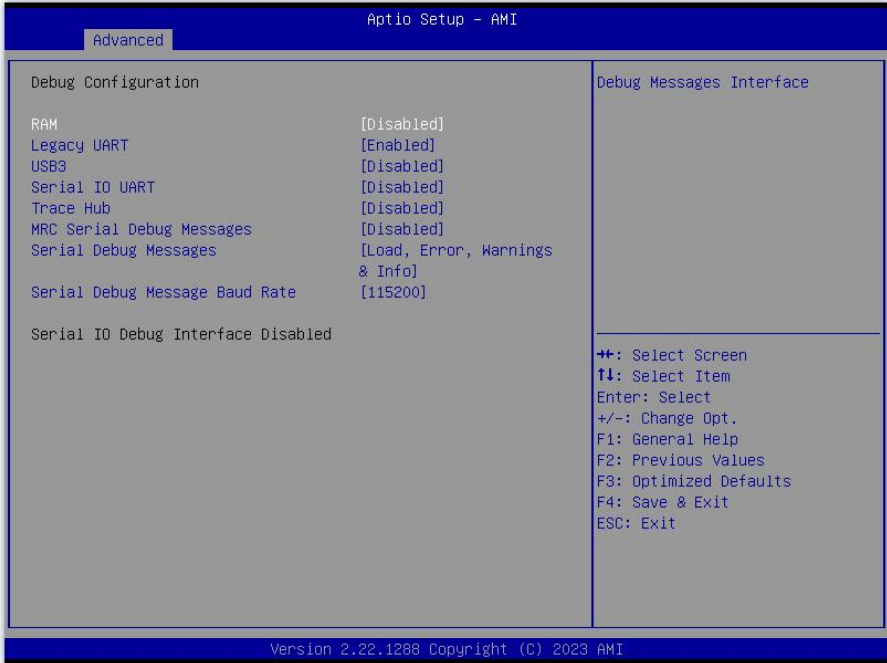 Aptio Setup – AMI
Advanced
Debug Configuration
RAM [Disabled]
Legacy UART [Enabled]
USB3 [Disabled]
Serial IO UART [Disabled]
Trace Hub [Disabled]
MRC Serial Debug Messages [Disabled]
Serial Debug Messages [Load, Error, Warnings
& Info]
Serial Debug Message Baud Rate [115200]
Serial IO Debug Interface Disabled
Debug Messages Interface
→←: Select Screen
↑↓: Select Item
Enter: Select
+/-: Change Opt.
F1: General Help
F2: Previous Values
F3: Optimized Defaults
F4: Save & Exit
ESC: Exit
Version 2.22.1288 Copyright (C) 2023 AMI